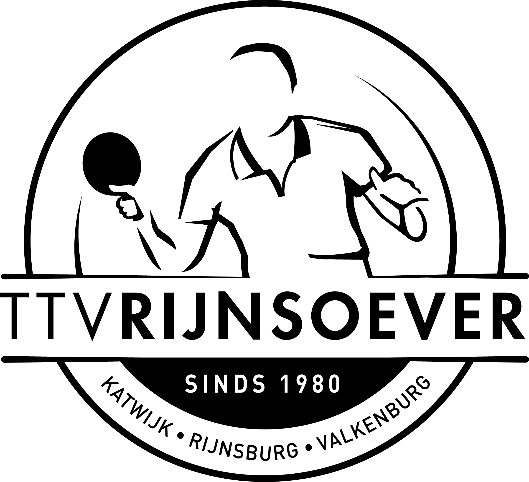 TTVRIJNSOEVER
SINDS 1980
KATWIJK • RIJNSBURG • VALKENBURG